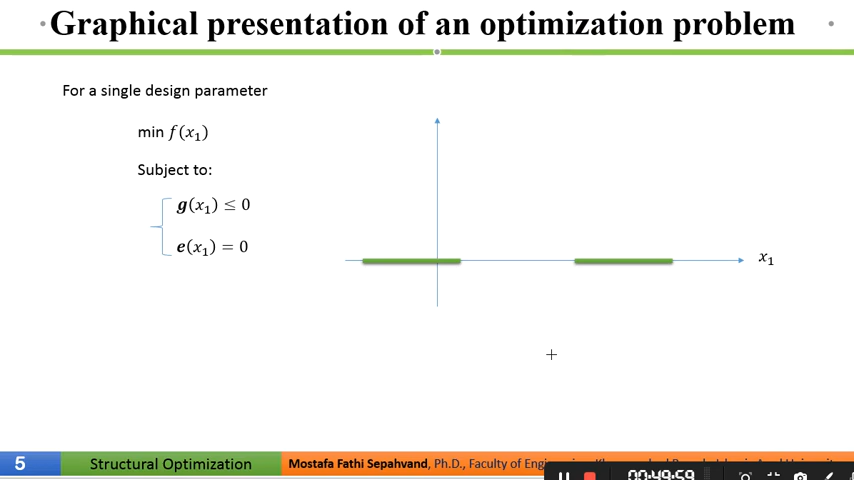 Graphical presentation of an optimization problem
For a single design parameter
min f(x₁)
Subject to:
g(x₁) ≤ 0
e(x₁) = 0
x₁
5
Structural Optimization
Mostafa Fathi Sepahvand, Ph.D., Faculty of
00:49:59